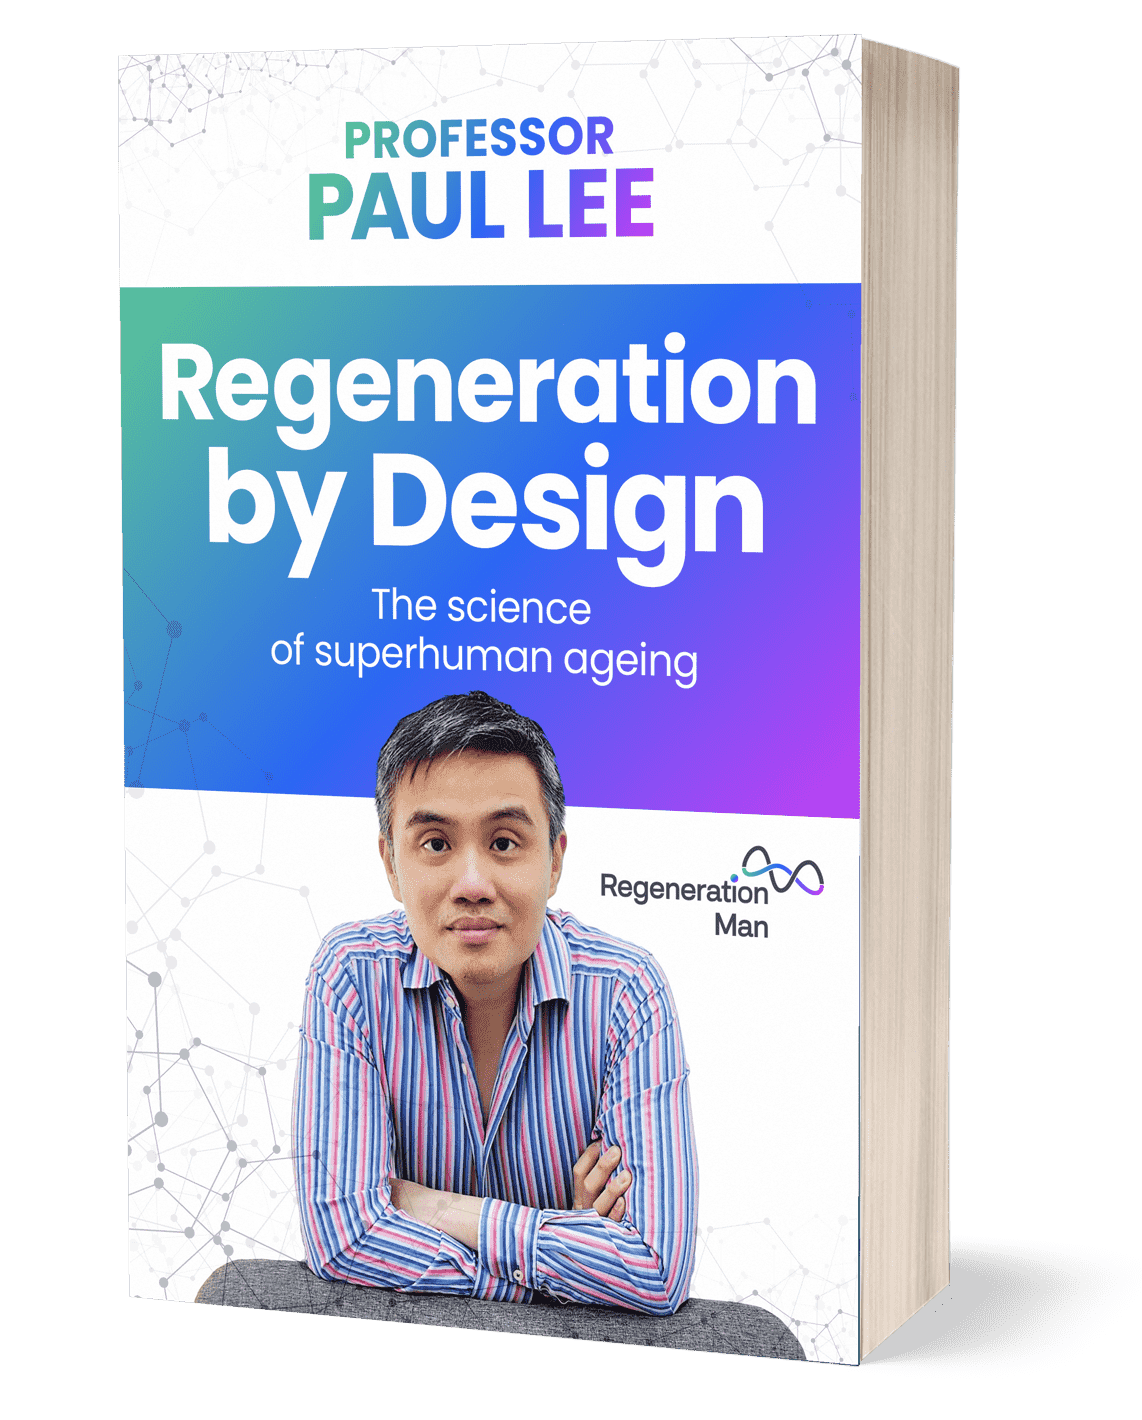 PROFESSOR
PAUL LEE
Regeneration
by Design
The science
of superhuman ageing
Regeneration
Man